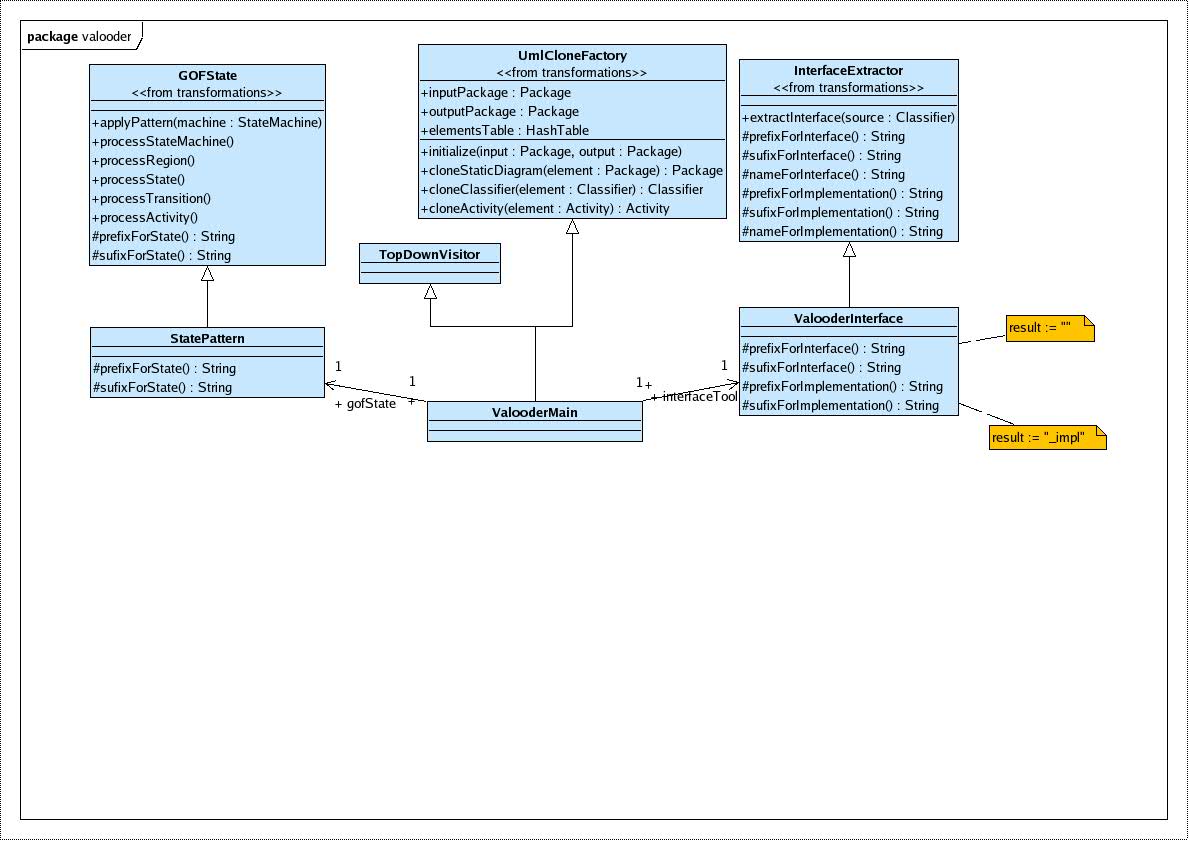 package valooder
GOFState
<<from transformations>>
+applyPattern(machine : StateMachine)
+processStateMachine()
+processRegion()
+processState()
+processTransition()
+processActivity()
#prefixForState() : String
#sufixForState() : String
UmlCloneFactory
<<from transformations>>
+inputPackage : Package
+outputPackage : Package
+elementsTable : HashTable
+initialize(input : Package, output : Package)
+cloneStaticDiagram(element : Package) : Package
+cloneClassifier(element : Classifier) : Classifier
+cloneActivity(element : Activity) : Activity
InterfaceExtractor
<<from transformations>>
+extractInterface(source : Classifier)
#prefixForInterface() : String
#sufixForInterface() : String
#nameForInterface() : String
#prefixForImplementation() : String
#sufixForImplementation() : String
#nameForImplementation() : String
TopDownVisitor
StatePattern
#prefixForState() : String
#sufixForState() : String
1
+ gofState
1
+
ValooderMain
1
+
1
+ interfaceTool
ValooderInterface
#prefixForInterface() : String
#sufixForInterface() : String
#prefixForImplementation() : String
#sufixForImplementation() : String
result := ""
result := "_impl"